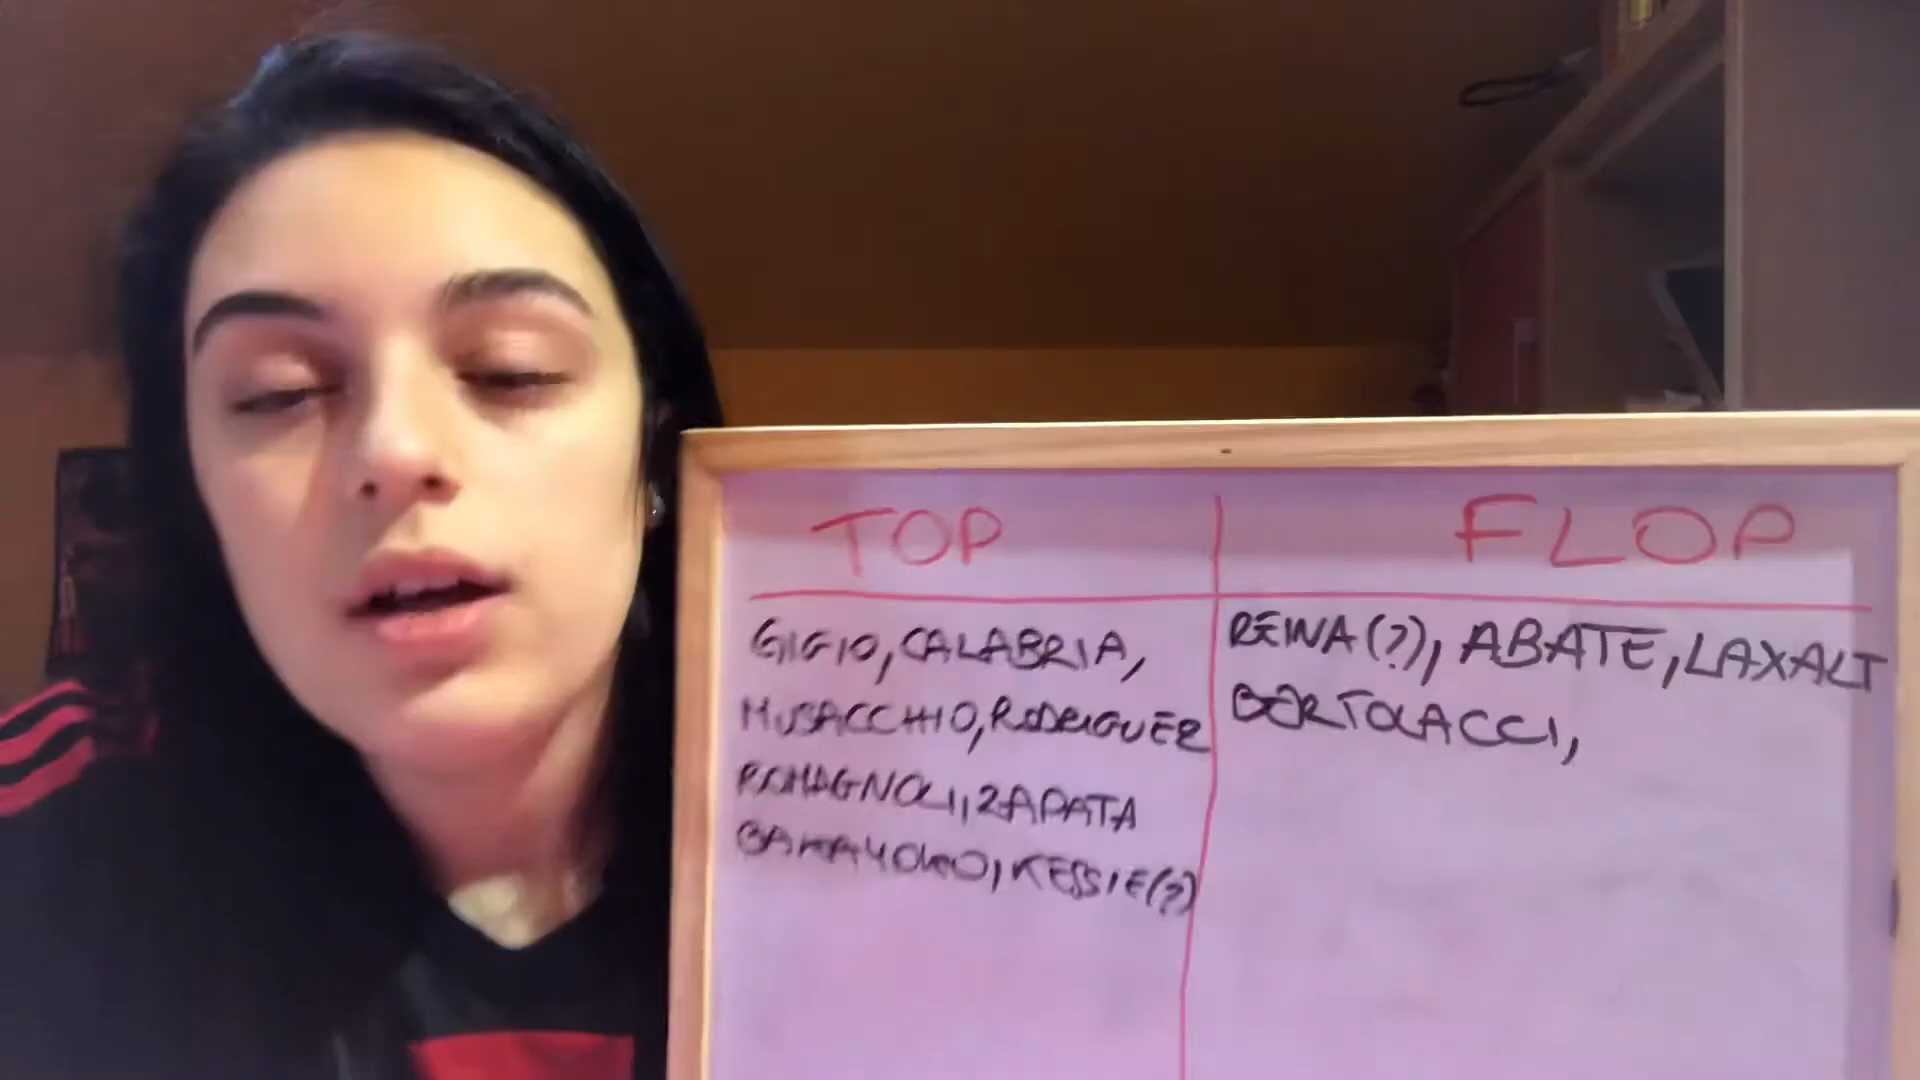 TOP
FLOP
GIGIO, CALABRIA,
MUSACCHIO, RODRIGUEZ
ROMAGNOLI, ZAPATA
BAKAYOKO, KESSIE(?)
REINA(?), ABATE, LAXALT
BERTOLACCI,